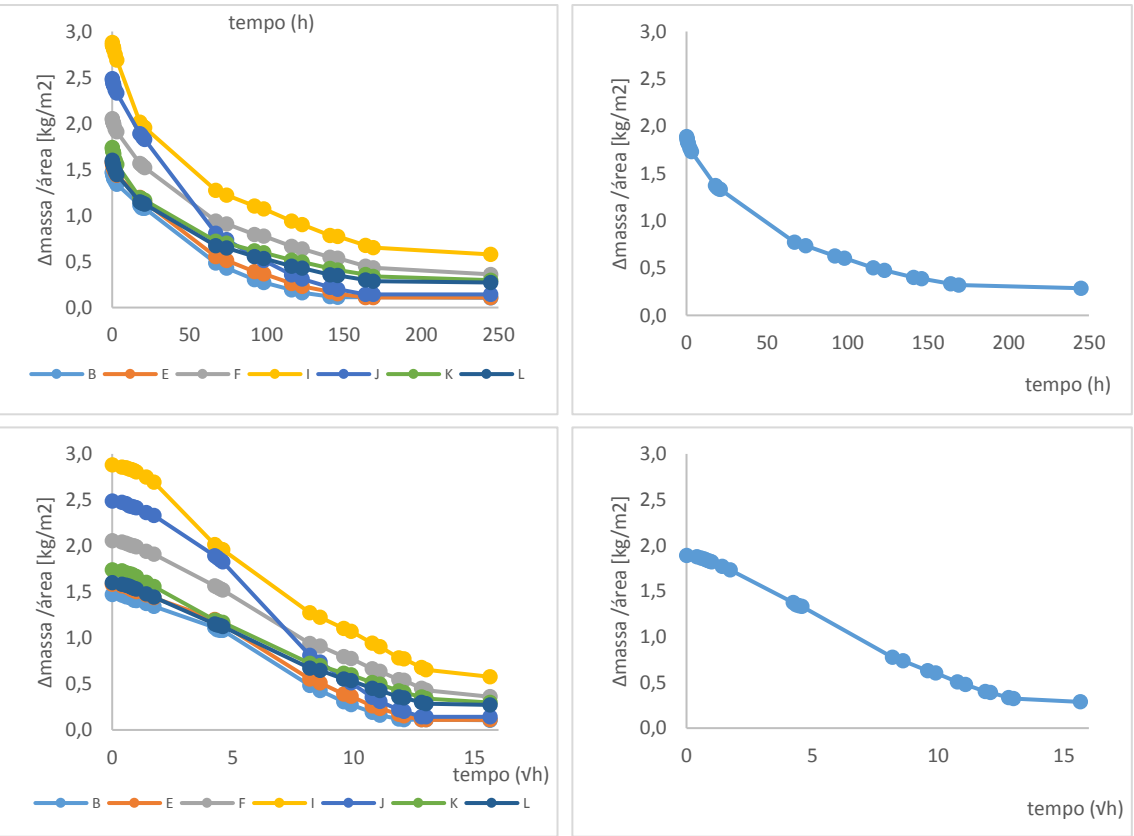 tempo (h)
Δmassa /área [kg/m2]
3,0
2,5
2,0
1,5
1,0
0,5
0,0
0 50 100 150 200 250
B E F I J K L
Δmassa /área [kg/m2]
3,0
2,5
2,0
1,5
1,0
0,5
0,0
0 50 100 150 200 250
tempo (h)
Δmassa /área [kg/m2]
3,0
2,5
2,0
1,5
1,0
0,5
0,0
0 5 10 15
tempo (√h)
B E F I J K L
Δmassa /área [kg/m2]
3,0
2,5
2,0
1,5
1,0
0,5
0,0
0 5 10 15
tempo (√h)